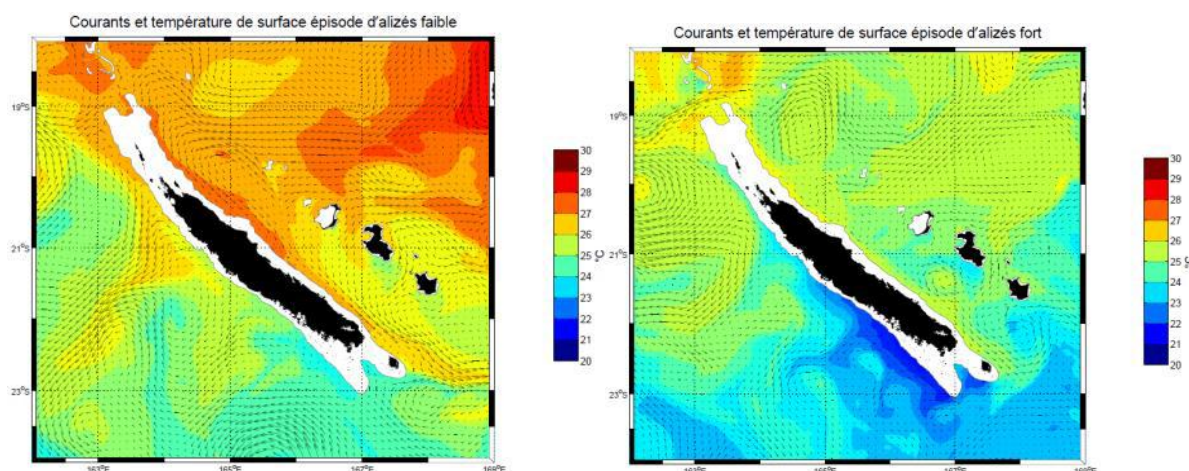 Courants et température de surface épisode d'alizés faible
19°S
21°S
23°S
163°S
165°S
167°S
169°S
30
29
28
27
26
25
24
23
22
21
20
°C
Courants et température de surface épisode d'alizés fort
19°S
21°S
23°S
163°S
165°S
167°S
169°S
30
29
28
27
26
25
24
23
22
21
20
°C